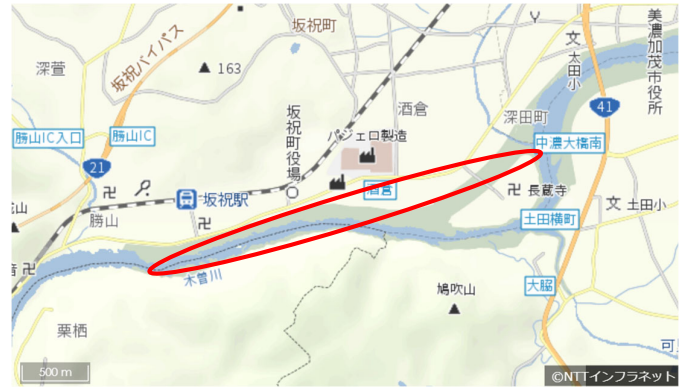 坂祝町
美濃加茂市役所
文
太田小
深萱
坂祝バイパス
163
41
酒倉
深田町
坂祝町役場
パジェロ製造
勝山IC入口
勝山IC
中濃大橋南
21
酒倉
卍 長蔵寺
坂祝駅
文 土田小
勝山
卍
土田横町
木曽川
鳩吹山
大脇
栗栖
500 m
©NTTインフラネット